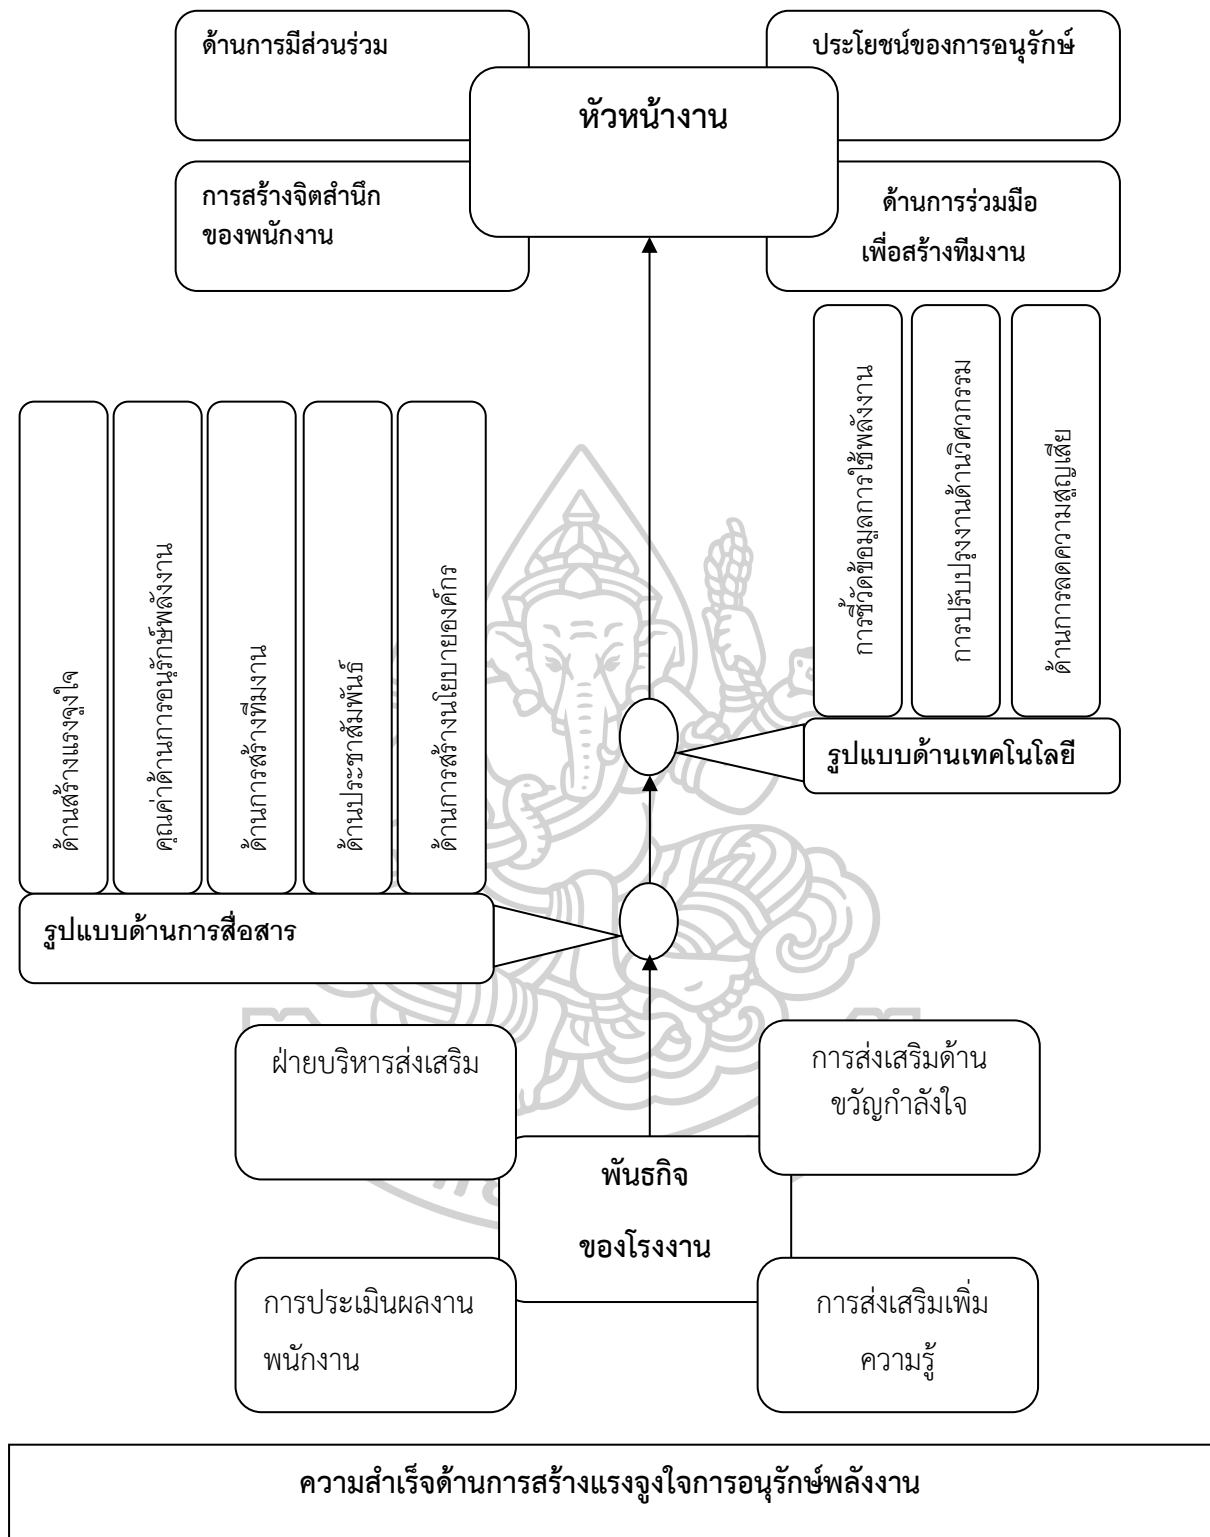 ด้านการมีส่วนร่วม
ประโยชน์ของการอนุรักษ์
หัวหน้างาน
การสร้างจิตสำนึก
ของพนักงาน
ด้านการร่วมมือ
เพื่อสร้างทีมงาน
การชี้วัดข้อมูลการใช้พลังงาน
การปรับปรุงงานด้านวิศวกรรม
ด้านการลดความสูญเสีย
รูปแบบด้านเทคโนโลยี
ด้านสร้างแรงจูงใจ
คุณค่าด้านการอนุรักษ์พลังงาน
ด้านการสร้างทีมงาน
ด้านประชาสัมพันธ์
ด้านการสร้างนโยบายองค์กร
รูปแบบด้านการสื่อสาร
ฝ่ายบริหารส่งเสริม
การส่งเสริมด้าน
ขวัญกำลังใจ
พันธกิจ
ของโรงงาน
การประเมินผลงาน
พนักงาน
การส่งเสริมเพิ่ม
ความรู้
ความสำเร็จด้านการสร้างแรงจูงใจการอนุรักษ์พลังงาน